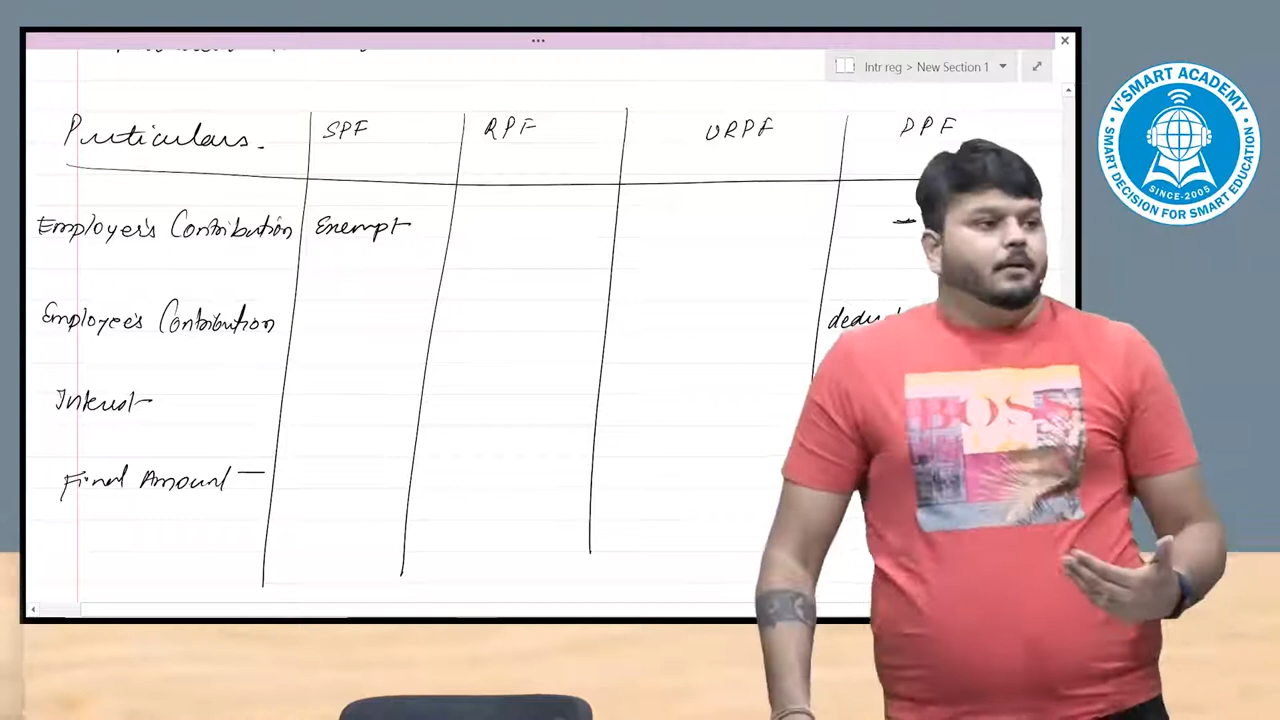 Intr reg > New Section 1
Particulars. SPF RPF URPF PPF
Employer's Contribution Exempt -
Employee's Contribution
Interest
Final Amount -
V'SMART ACADEMY
SINCE-2005
SMART DECISION FOR SMART EDUCATION
BOSS